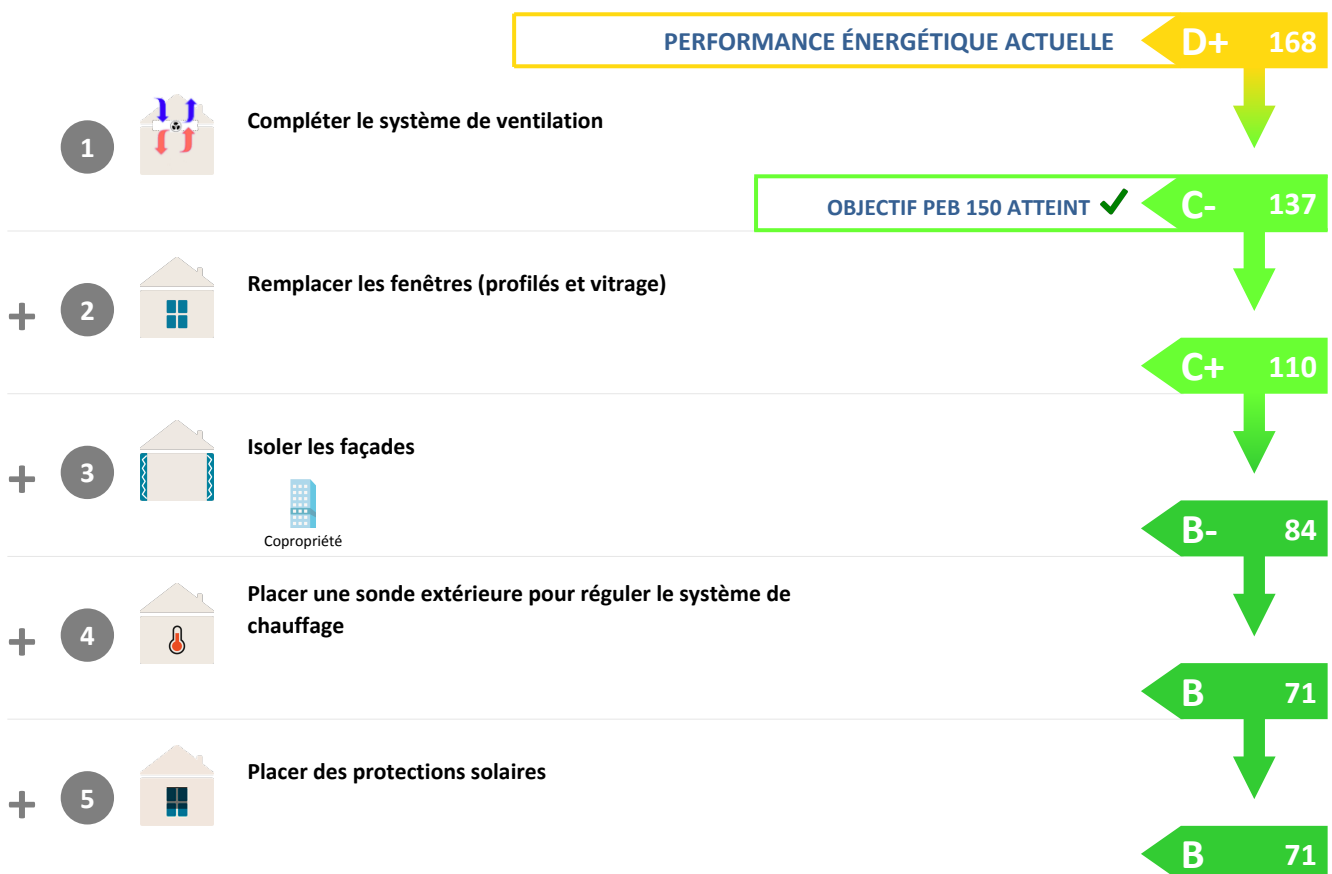 PERFORMANCE ÉNERGÉTIQUE ACTUELLE D+ 168
1 Compléter le système de ventilation
OBJECTIF PEB 150 ATTEINT ✔ C- 137
+ 2 Remplacer les fenêtres (profilés et vitrage)
C+ 110
+ 3 Isoler les façades
Copropriété
B- 84
+ 4 Placer une sonde extérieure pour réguler le système de
chauffage
B 71
+ 5 Placer des protections solaires
B 71